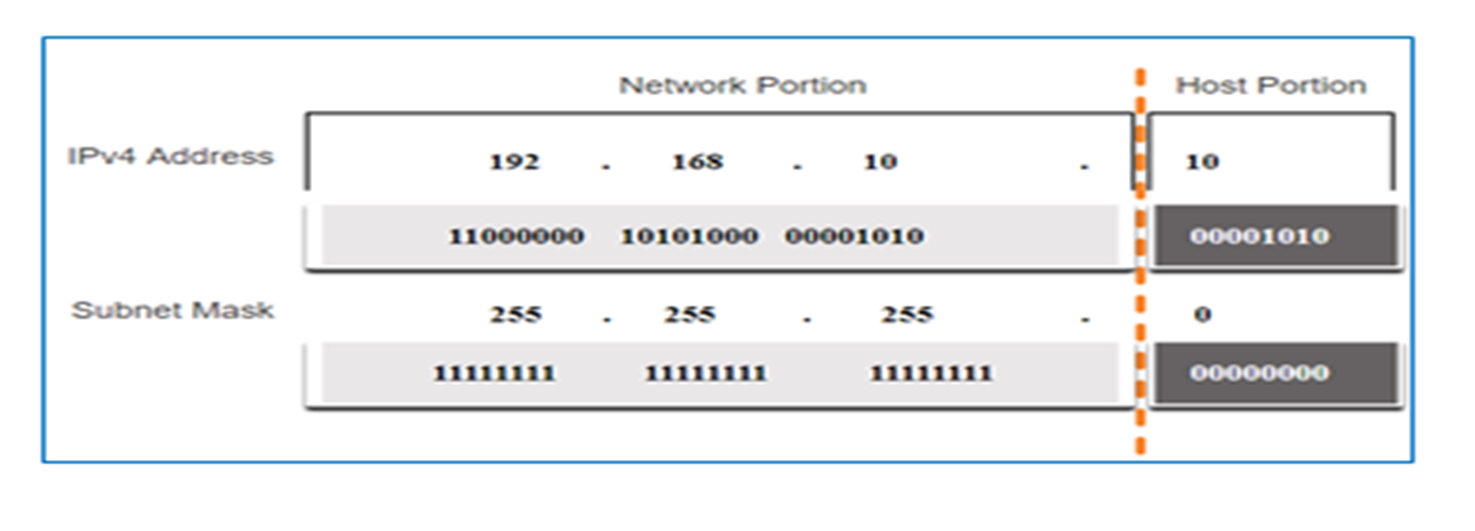 Network Portion Host Portion
IPv4 Address 192 . 168 . 10 . 10
11000000 10101000 00001010 00001010
Subnet Mask 255 . 255 . 255 . 0
11111111 11111111 11111111 00000000